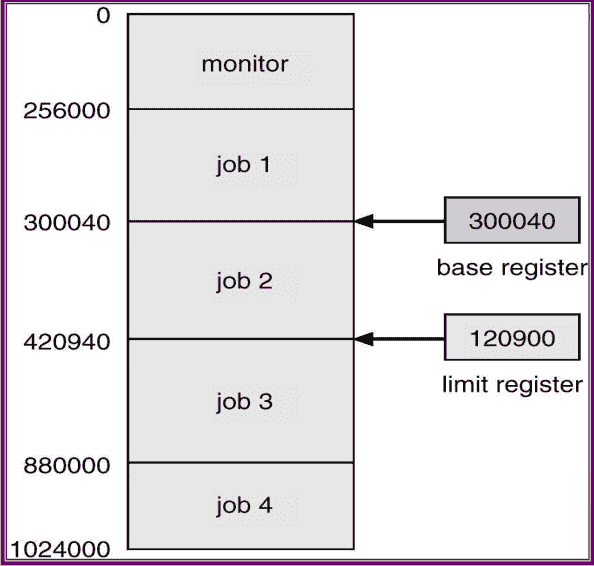 0
monitor
256000
job 1
300040
300040
base register
job 2
420940
120900
limit register
job 3
880000
job 4
1024000